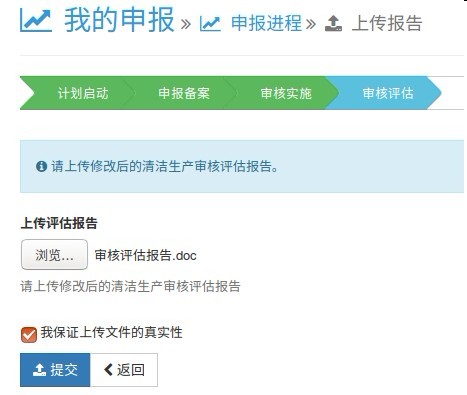 我的申报 » 申报进程 » 上传报告
计划启动 申报备案 审核实施 审核评估
请上传修改后的清洁生产审核评估报告。
上传评估报告
浏览... 审核评估报告.doc
请上传修改后的清洁生产审核评估报告
我保证上传文件的真实性
提交 返回